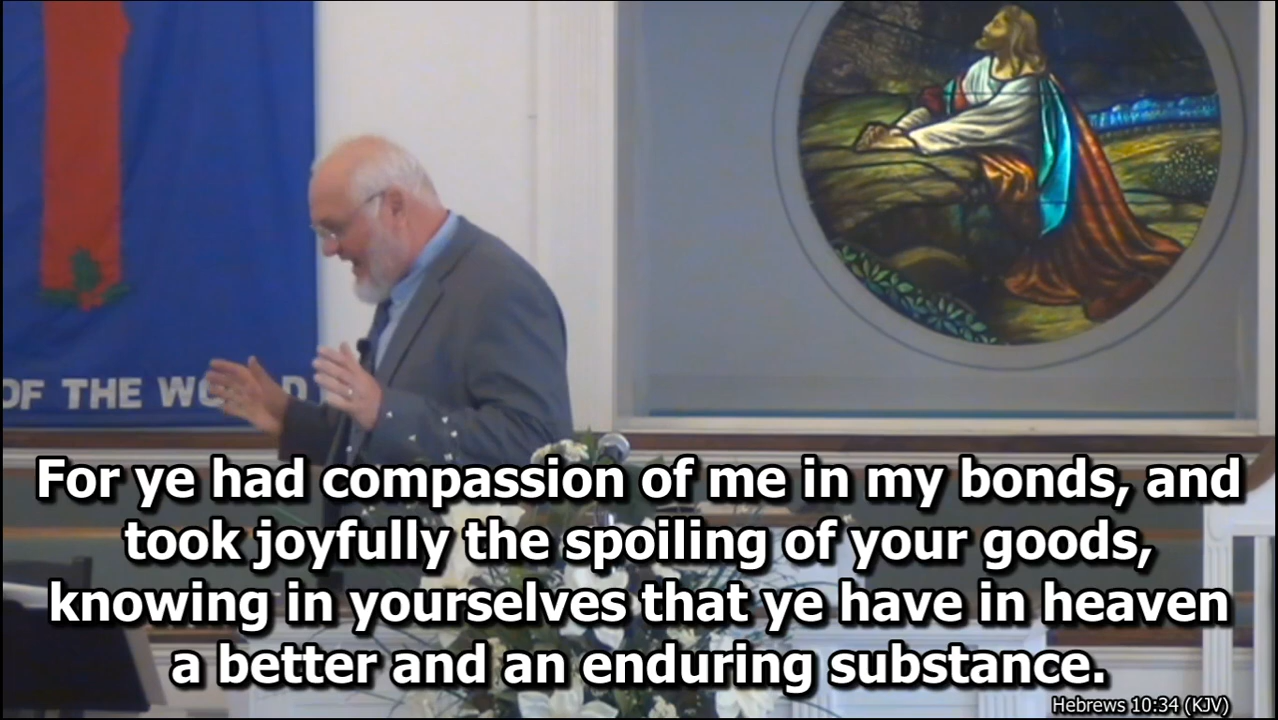 OF THE WO D
For ye had compassion of me in my bonds, and
took joyfully the spoiling of your goods,
knowing in yourselves that ye have in heaven
a better and an enduring substance.
Hebrews 10:34 (KJV)